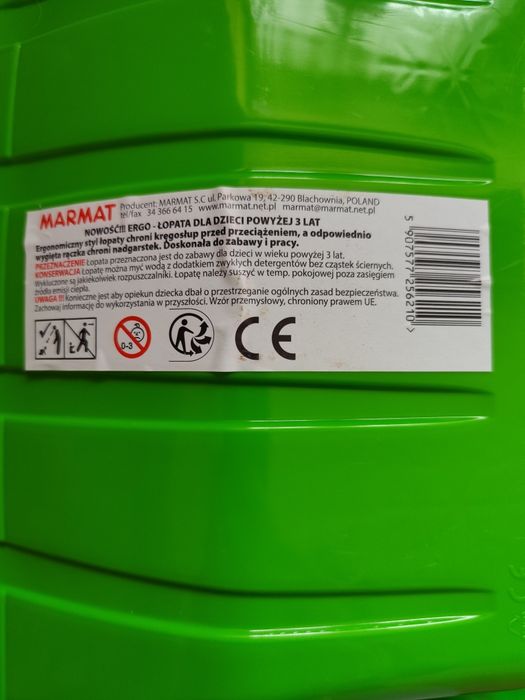 MARMAT Producent: MARMAT S.C ul. Parkowa 19, 42-290 Blachownia, POLAND
tel/fax 34 366 64 15 www.marmat.net.pl marmat@marmat.net.pl
NOWOŚĆ!!! ERGO - ŁOPATA DLA DZIECI POWYŻEJ 3 LAT
Ergonomiczny styl łopaty chroni kręgosłup przed przeciążeniem, a odpowiednio
wygięta rączka chroni nadgarstek. Doskonała do zabawy i pracy.
PRZEZNACZENIE Łopata przeznaczona jest do zabawy dla dzieci w wieku powyżej 3 lat.
KONSERWACJA Łopatę można myć wodą z dodatkiem zwykłych detergentów bez cząstek ściernych.
Wykluczone są jakiekolwiek rozpuszczalniki. Łopatę należy suszyć w temp. pokojowej poza zasięgiem
źródła emisji ciepła.
UWAGA !!! Konieczne jest aby opiekun dziecka dbał o przestrzeganie ogólnych zasad bezpieczeństwa.
Zachowaj informację do wykorzystania w przyszłości. Wzór przemysłowy, chroniony prawem UE.
0-3
CE
5 907577 256210 >